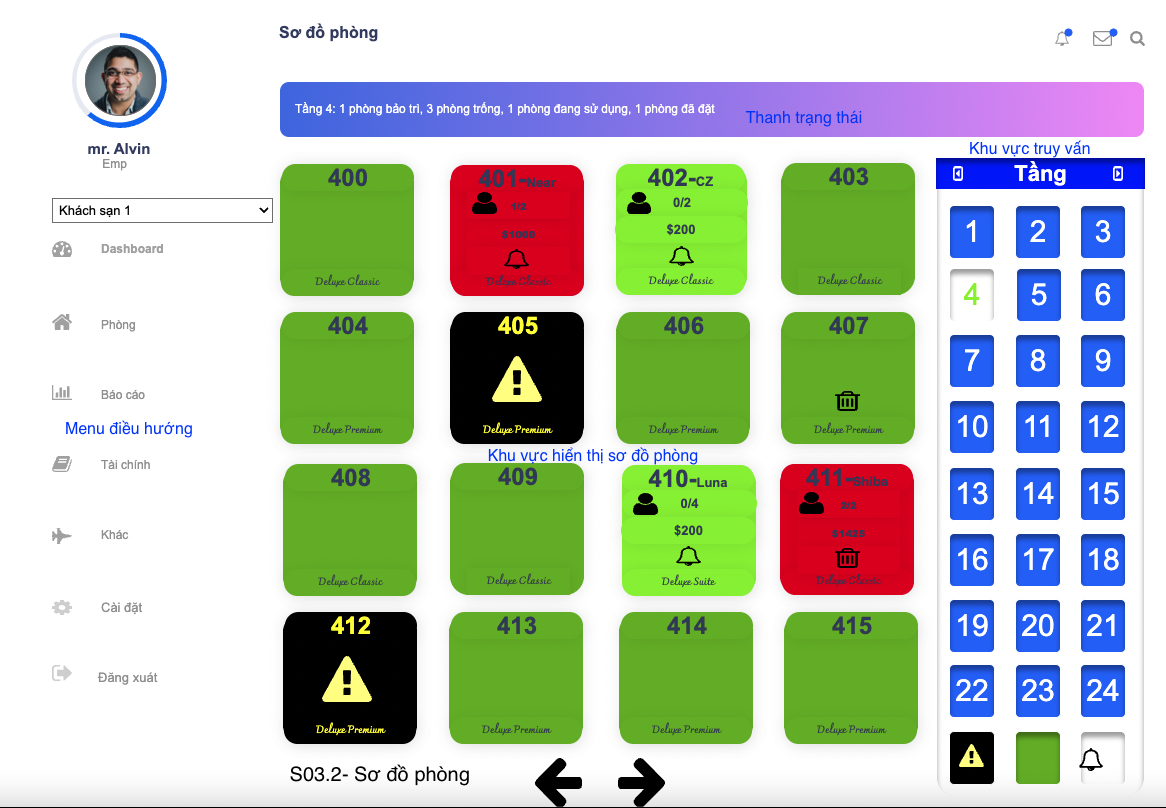 Sơ đồ phòng
mr. Alvin
Emp
Khách sạn 1
Dashboard
Phòng
Báo cáo
Menu điều hướng
Tài chính
Khác
Cài đặt
Đăng xuất
Tầng 4: 1 phòng bảo trì, 3 phòng trống, 1 phòng đang sử dụng, 1 phòng đã đặt
Thanh trạng thái
400
Deluxe Classic
401-Near
1/2
$1000
Deluxe Classic
402-CZ
0/2
$200
Deluxe Classic
403
Deluxe Classic
404
Deluxe Premium
405
Deluxe Premium
406
Deluxe Premium
407
Deluxe Premium
Khu vực hiển thị sơ đồ phòng
408
Deluxe Classic
409
Deluxe Classic
410-Luna
0/4
$200
Deluxe Suite
411-Shiba
2/2
$1425
Deluxe Classic
412
Deluxe Premium
413
Deluxe Premium
414
Deluxe Premium
415
Deluxe Premium
S03.2- Sơ đồ phòng
Khu vực truy vấn
Tầng
1 2 3
4 5 6
7 8 9
10 11 12
13 14 15
16 17 18
19 20 21
22 23 24